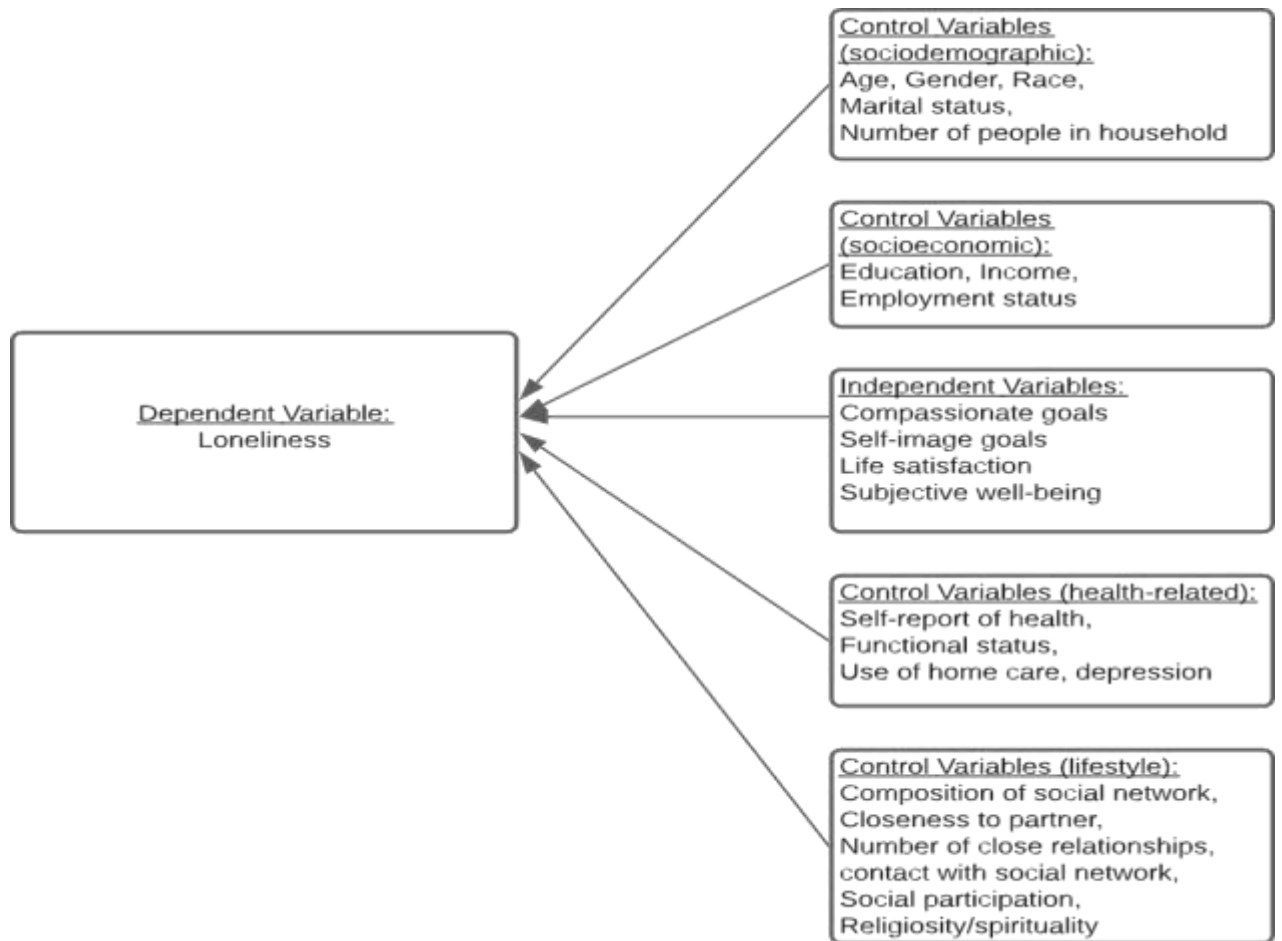 Control Variables
(sociodemographic):
Age, Gender, Race,
Marital status,
Number of people in household
Control Variables
(socioeconomic):
Education, Income,
Employment status
Dependent Variable:
Loneliness
Independent Variables:
Compassionate goals
Self-image goals
Life satisfaction
Subjective well-being
Control Variables (health-related):
Self-report of health,
Functional status,
Use of home care, depression
Control Variables (lifestyle):
Composition of social network,
Closeness to partner,
Number of close relationships,
contact with social network,
Social participation,
Religiosity/spirituality